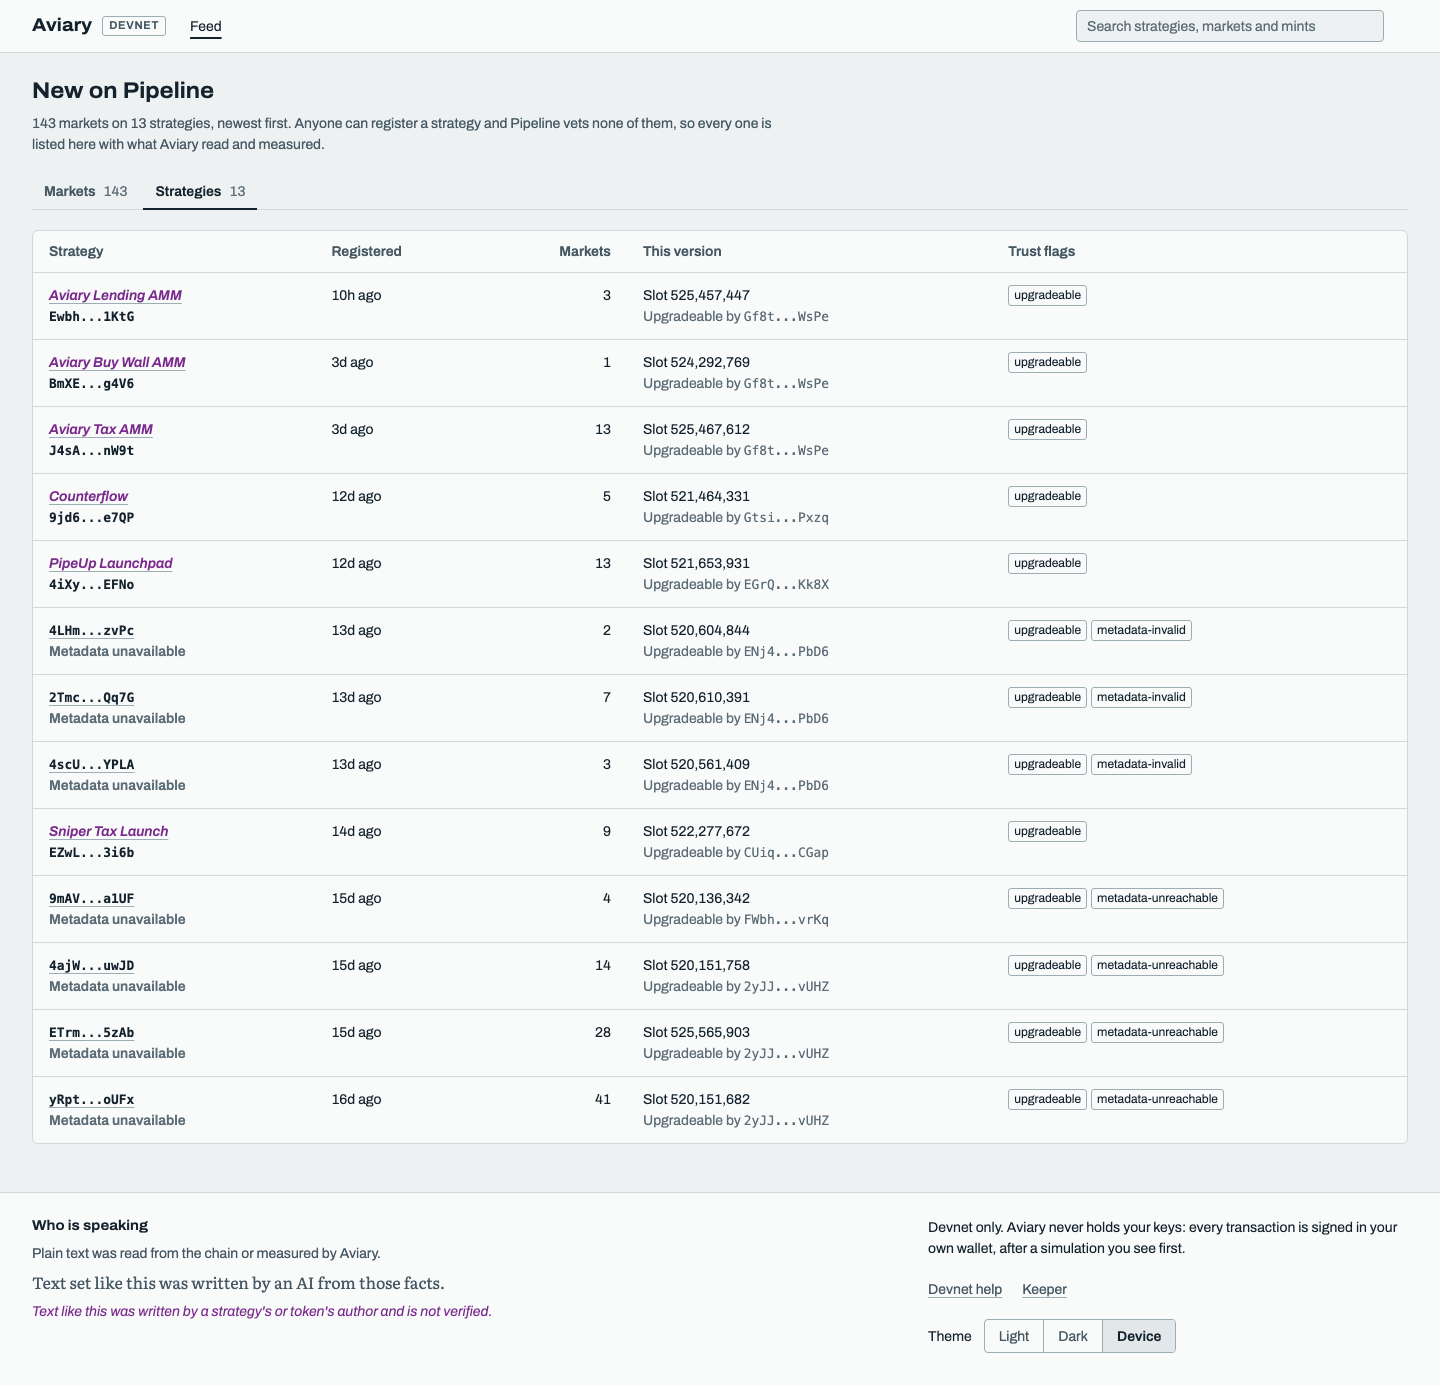 Aviary DEVNET Feed Search strategies, markets and mints
New on Pipeline
143 markets on 13 strategies, newest first. Anyone can register a strategy and Pipeline vets none of them, so every one is
listed here with what Aviary read and measured.
Markets 143 Strategies 13
Strategy Registered Markets This version Trust flags
Aviary Lending AMM 10h ago 3 Slot 525,457,447 upgradeable
Ewbh...1KtG Upgradeable by Gf8t...WsPe
Aviary Buy Wall AMM 3d ago 1 Slot 524,292,769 upgradeable
BmXE...g4V6 Upgradeable by Gf8t...WsPe
Aviary Tax AMM 3d ago 13 Slot 525,467,612 upgradeable
J4sA...nW9t Upgradeable by Gf8t...WsPe
Counterflow 12d ago 5 Slot 521,464,331 upgradeable
9jd6...e7QP Upgradeable by Gtsi...Pxzq
PipeUp Launchpad 12d ago 13 Slot 521,653,931 upgradeable
4iXy...EFNo Upgradeable by EGrQ...Kk8X
4LHm...zvPc 13d ago 2 Slot 520,604,844 upgradeable metadata-invalid
Metadata unavailable Upgradeable by ENj4...PbD6
2Tmc...Qq7G 13d ago 7 Slot 520,610,391 upgradeable metadata-invalid
Metadata unavailable Upgradeable by ENj4...PbD6
4scU...YPLA 13d ago 3 Slot 520,561,409 upgradeable metadata-invalid
Metadata unavailable Upgradeable by ENj4...PbD6
Sniper Tax Launch 14d ago 9 Slot 522,277,672 upgradeable
EZwL...3i6b Upgradeable by CUiq...CGap
9mAV...a1UF 15d ago 4 Slot 520,136,342 upgradeable metadata-unreachable
Metadata unavailable Upgradeable by FWbh...vrKq
4ajW...uwJD 15d ago 14 Slot 520,151,758 upgradeable metadata-unreachable
Metadata unavailable Upgradeable by 2yJJ...vUHZ
ETrm...5zAb 15d ago 28 Slot 525,565,903 upgradeable metadata-unreachable
Metadata unavailable Upgradeable by 2yJJ...vUHZ
yRpt...oUFx 16d ago 41 Slot 520,151,682 upgradeable metadata-unreachable
Metadata unavailable Upgradeable by 2yJJ...vUHZ
Who is speaking
Plain text was read from the chain or measured by Aviary.
Text set like this was written by an AI from those facts.
Text like this was written by a strategy's or token's author and is not verified.
Devnet only. Aviary never holds your keys: every transaction is signed in your
own wallet, after a simulation you see first.
Devnet help Keeper
Theme Light Dark Device